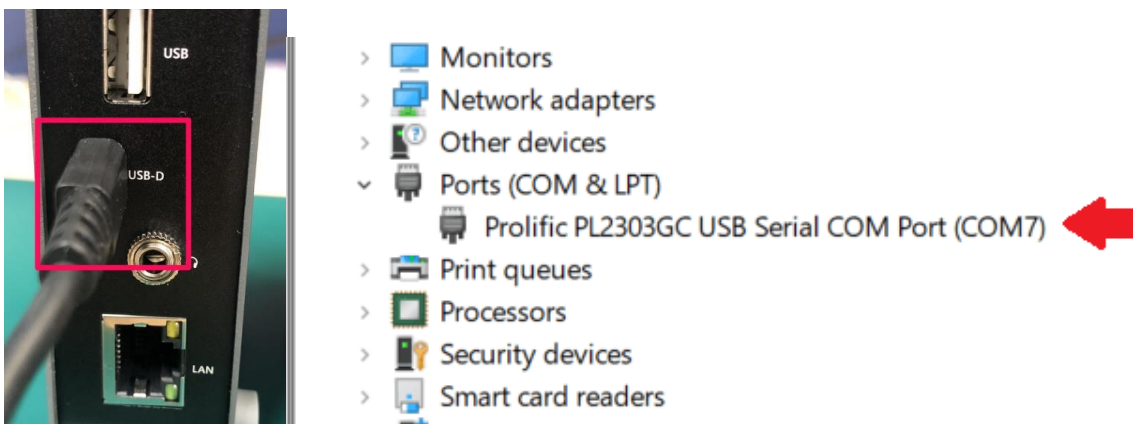 USB
USB-D
LAN
Monitors
Network adapters
Other devices
Ports (COM & LPT)
Prolific PL2303GC USB Serial COM Port (COM7)
Print queues
Processors
Security devices
Smart card readers